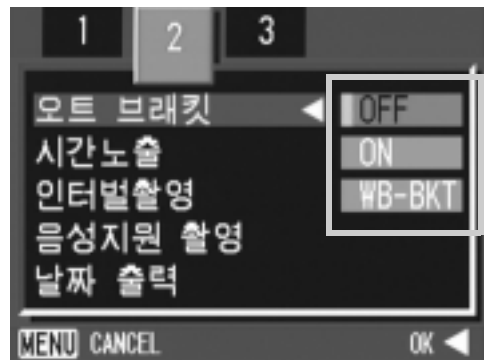 1 2 3
오트 브래킷 ◀ OFF
시간노출 ON
인터벌촬영 WB-BKT
음성지원 촬영
날짜 출력
MENU CANCEL OK ◀